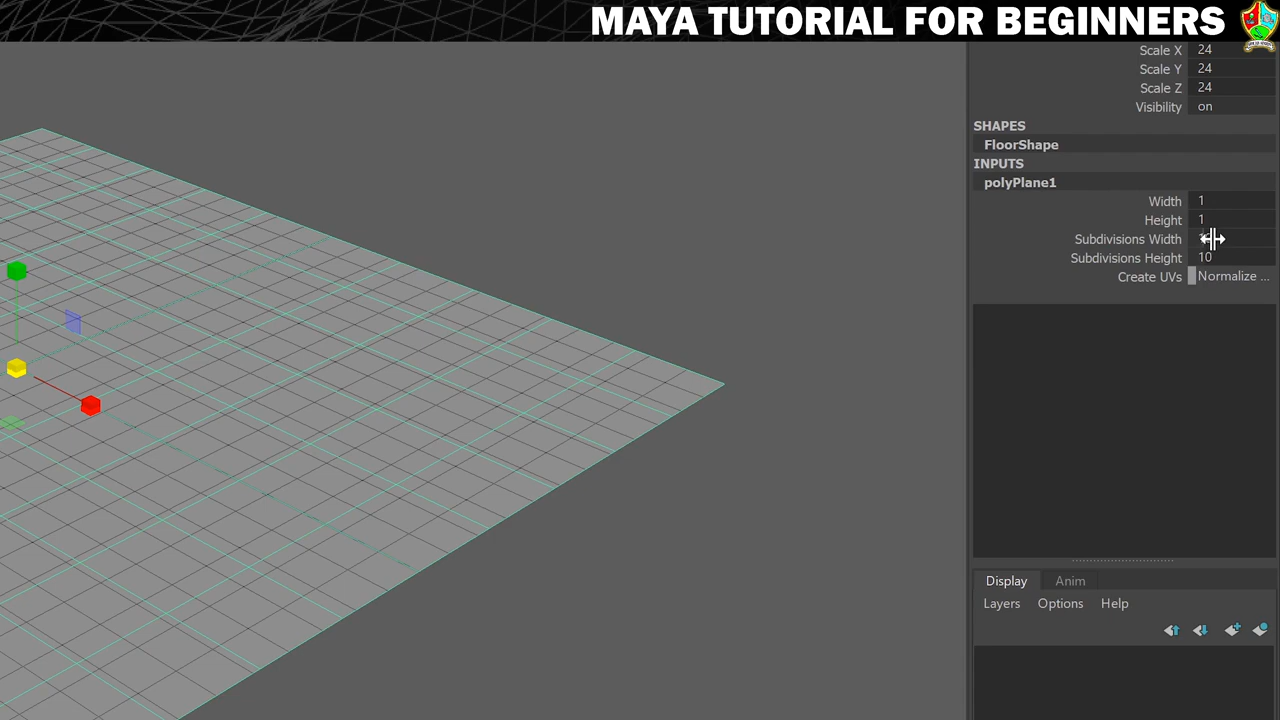 MAYA TUTORIAL FOR BEGINNERS
Scale X 24
Scale Y 24
Scale Z 24
Visibility on
SHAPES
FloorShape
INPUTS
polyPlane1
Width 1
Height 1
Subdivisions Width
Subdivisions Height 10
Create UVs Normalize ...
Display Anim
Layers Options Help